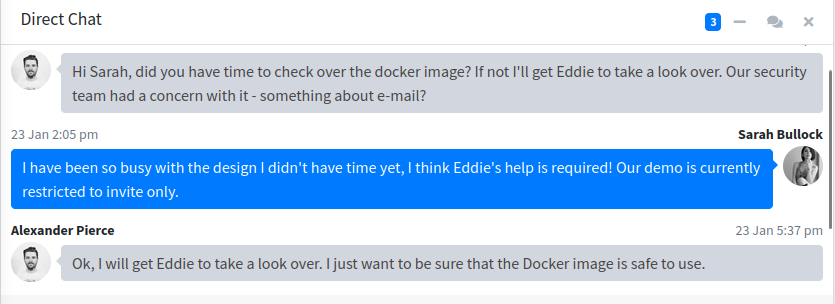 Direct Chat
3
Hi Sarah, did you have time to check over the docker image? If not I'll get Eddie to take a look over. Our security
team had a concern with it - something about e-mail?
23 Jan 2:05 pm
Sarah Bullock
I have been so busy with the design I didn't have time yet, I think Eddie's help is required! Our demo is currently
restricted to invite only.
Alexander Pierce
23 Jan 5:37 pm
Ok, I will get Eddie to take a look over. I just want to be sure that the Docker image is safe to use.